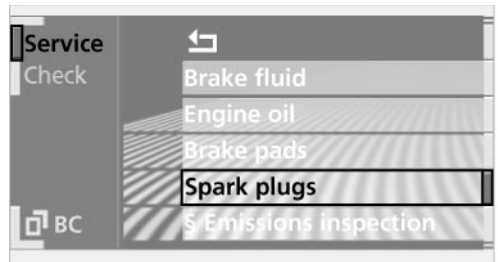 Service
Check
BC
Brake fluid
Engine oil
Brake pads
Spark plugs
§ Emissions inspection